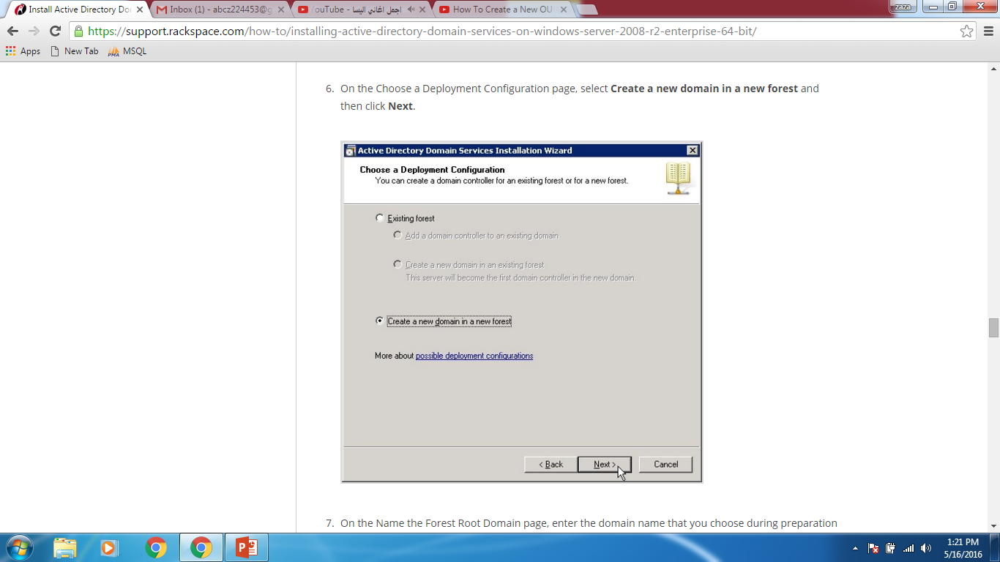 Install Active Directory Do
Inbox (1) - abcz224453@g
اجمل اغاني اليسا - YouTube
How To Create a New OU
zaza
https://support.rackspace.com/how-to/installing-active-directory-domain-services-on-windows-server-2008-r2-enterprise-64-bit/
Apps
New Tab
MSQL
6. On the Choose a Deployment Configuration page, select Create a new domain in a new forest and
then click Next.
Active Directory Domain Services Installation Wizard
Choose a Deployment Configuration
You can create a domain controller for an existing forest or for a new forest.
Existing forest
Add a domain controller to an existing domain
Create a new domain in an existing forest
This server will become the first domain controller in the new domain.
Create a new domain in a new forest
More about possible deployment configurations
< Back
Next >
Cancel
7. On the Name the Forest Root Domain page, enter the domain name that you choose during preparation
1:21 PM
5/16/2016